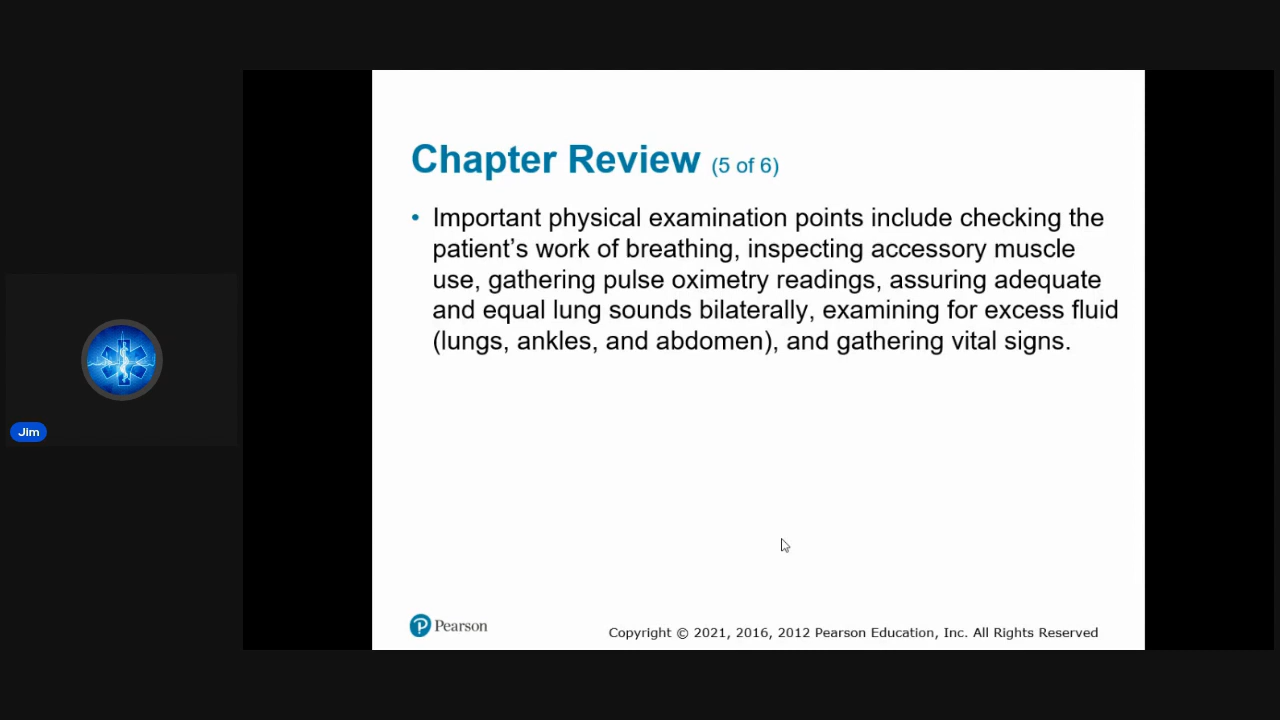 Chapter Review (5 of 6)
• Important physical examination points include checking the
patient’s work of breathing, inspecting accessory muscle
use, gathering pulse oximetry readings, assuring adequate
and equal lung sounds bilaterally, examining for excess fluid
(lungs, ankles, and abdomen), and gathering vital signs.
Jim
Pearson
Copyright © 2021, 2016, 2012 Pearson Education, Inc. All Rights Reserved